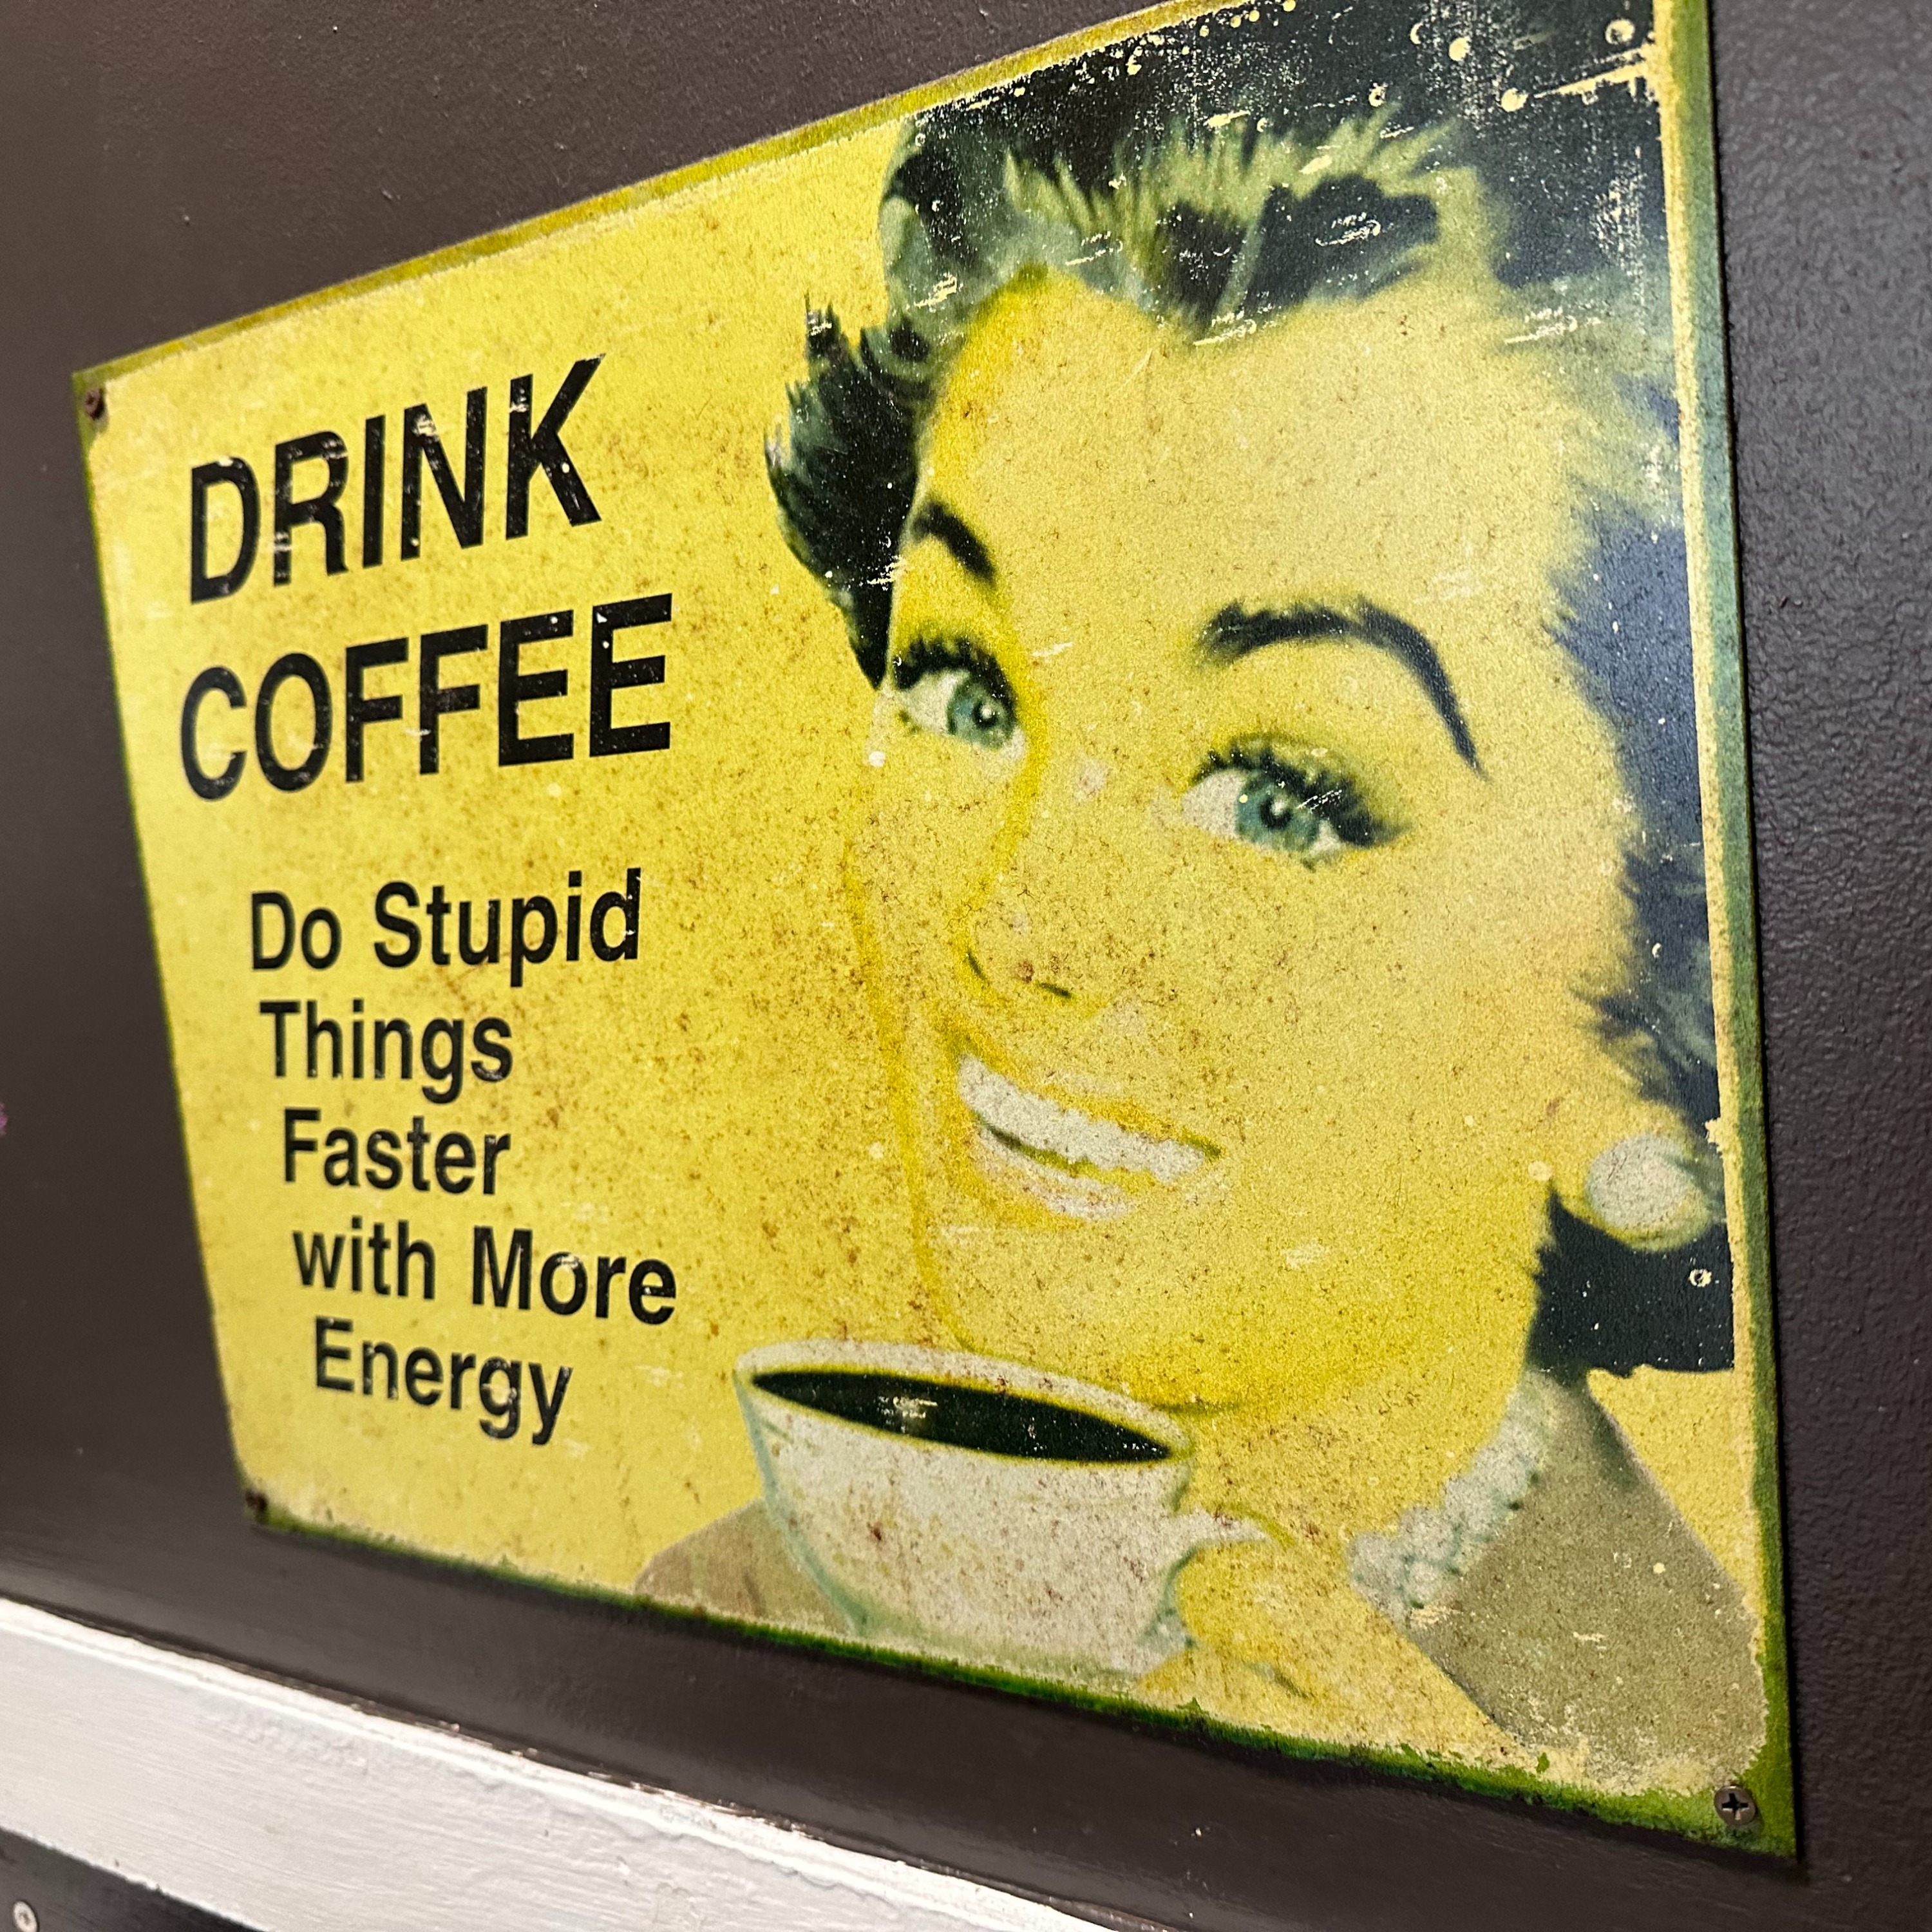 DRINK
COFFEE
Do Stupid
Things
Faster
with More
Energy